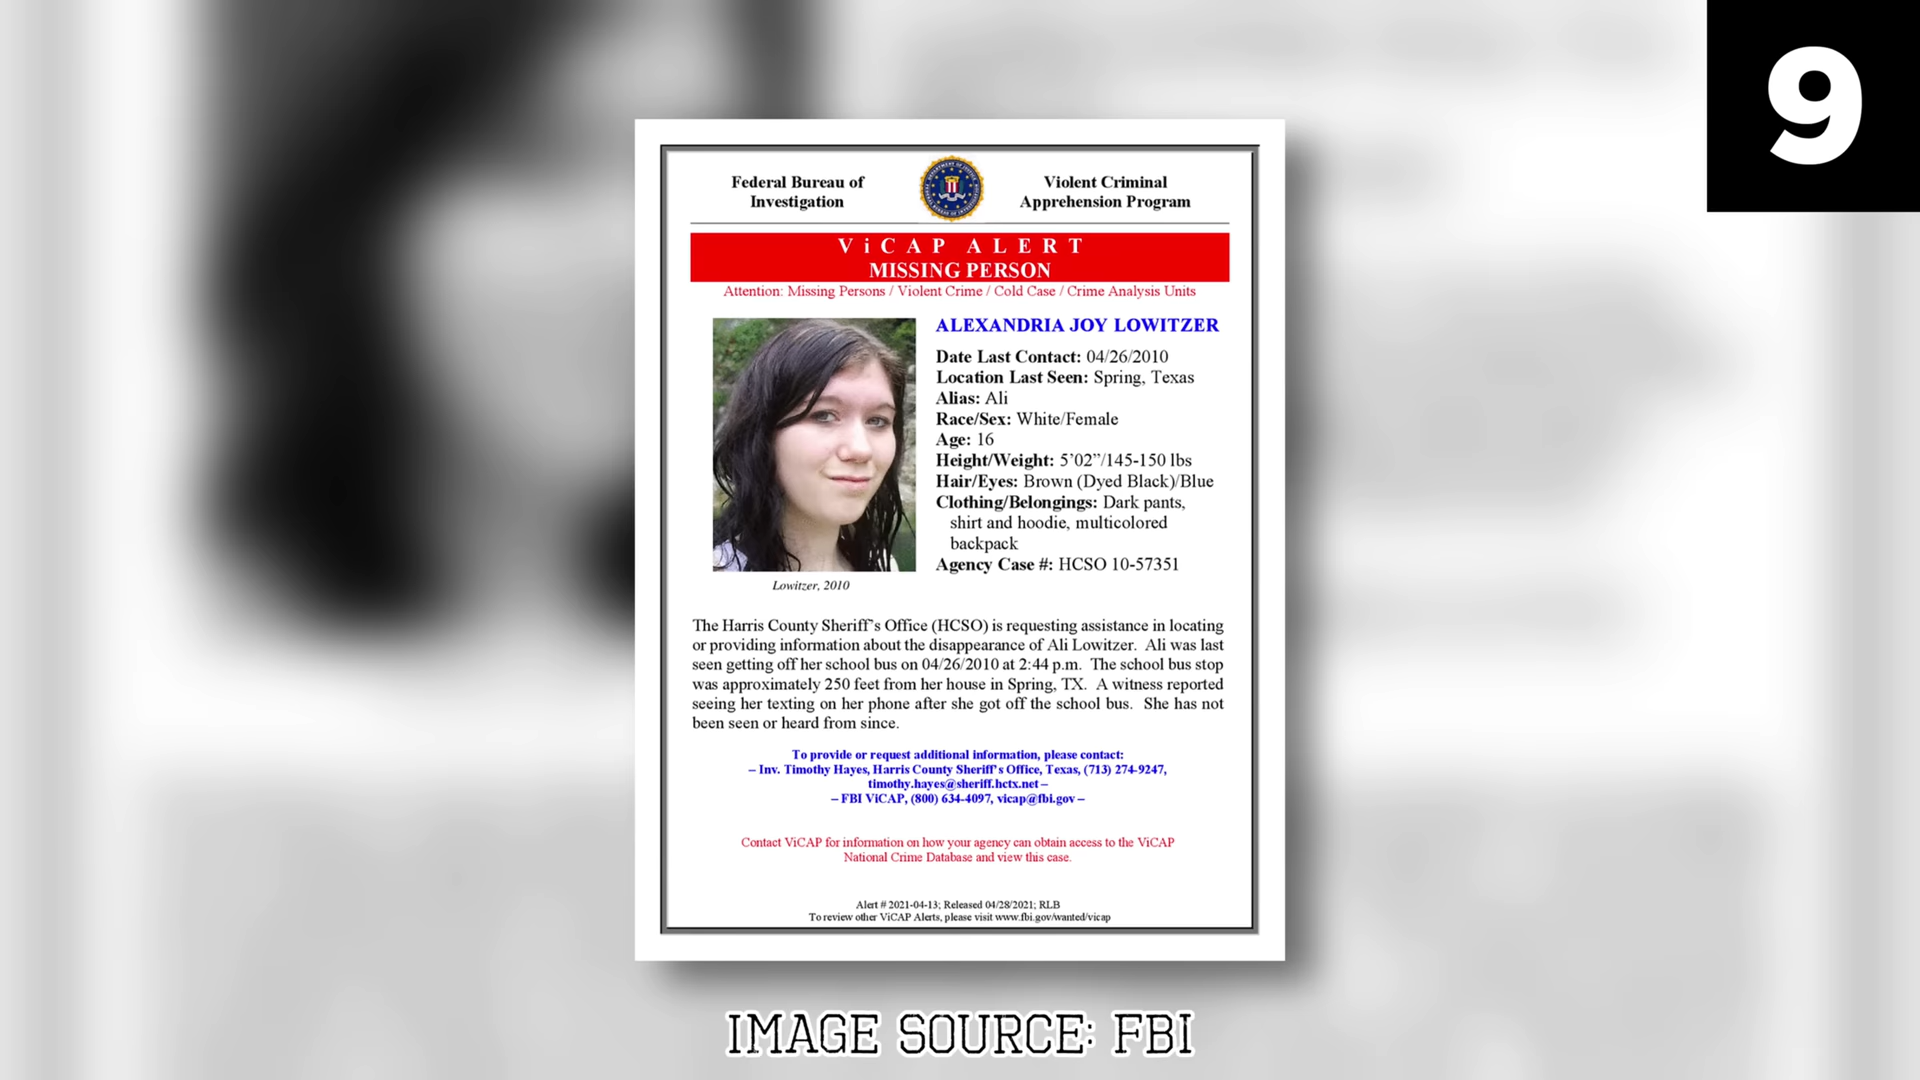 9
Federal Bureau of
Investigation
Violent Criminal
Apprehension Program
ViCAP ALERT
MISSING PERSON
Attention: Missing Persons / Violent Crime / Cold Case / Crime Analysis Units
ALEXANDRIA JOY LOWITZER
Date Last Contact: 04/26/2010
Location Last Seen: Spring, Texas
Alias: Ali
Race/Sex: White/Female
Age: 16
Height/Weight: 5’02”/145-150 lbs
Hair/Eyes: Brown (Dyed Black)/Blue
Clothing/Belongings: Dark pants,
shirt and hoodie, multicolored
backpack
Agency Case #: HCSO 10-57351
Lowitzer, 2010
The Harris County Sheriff’s Office (HCSO) is requesting assistance in locating
or providing information about the disappearance of Ali Lowitzer. Ali was last
seen getting off her school bus on 04/26/2010 at 2:44 p.m. The school bus stop
was approximately 250 feet from her house in Spring, TX. A witness reported
seeing her texting on her phone after she got off the school bus. She has not
been seen or heard from since.
To provide or request additional information, please contact:
– Inv. Timothy Hayes, Harris County Sheriff’s Office, Texas, (713) 274-9247,
timothy.hayes@sheriff.hctx.net –
– FBI ViCAP, (800) 634-4097, vicap@fbi.gov –
Contact ViCAP for information on how your agency can obtain access to the ViCAP
National Crime Database and view this case.
Alert # 2021-04-13; Released 04/28/2021; RLB
To review other ViCAP Alerts, please visit www.fbi.gov/wanted/vicap
IMAGE SOURCE: FBI